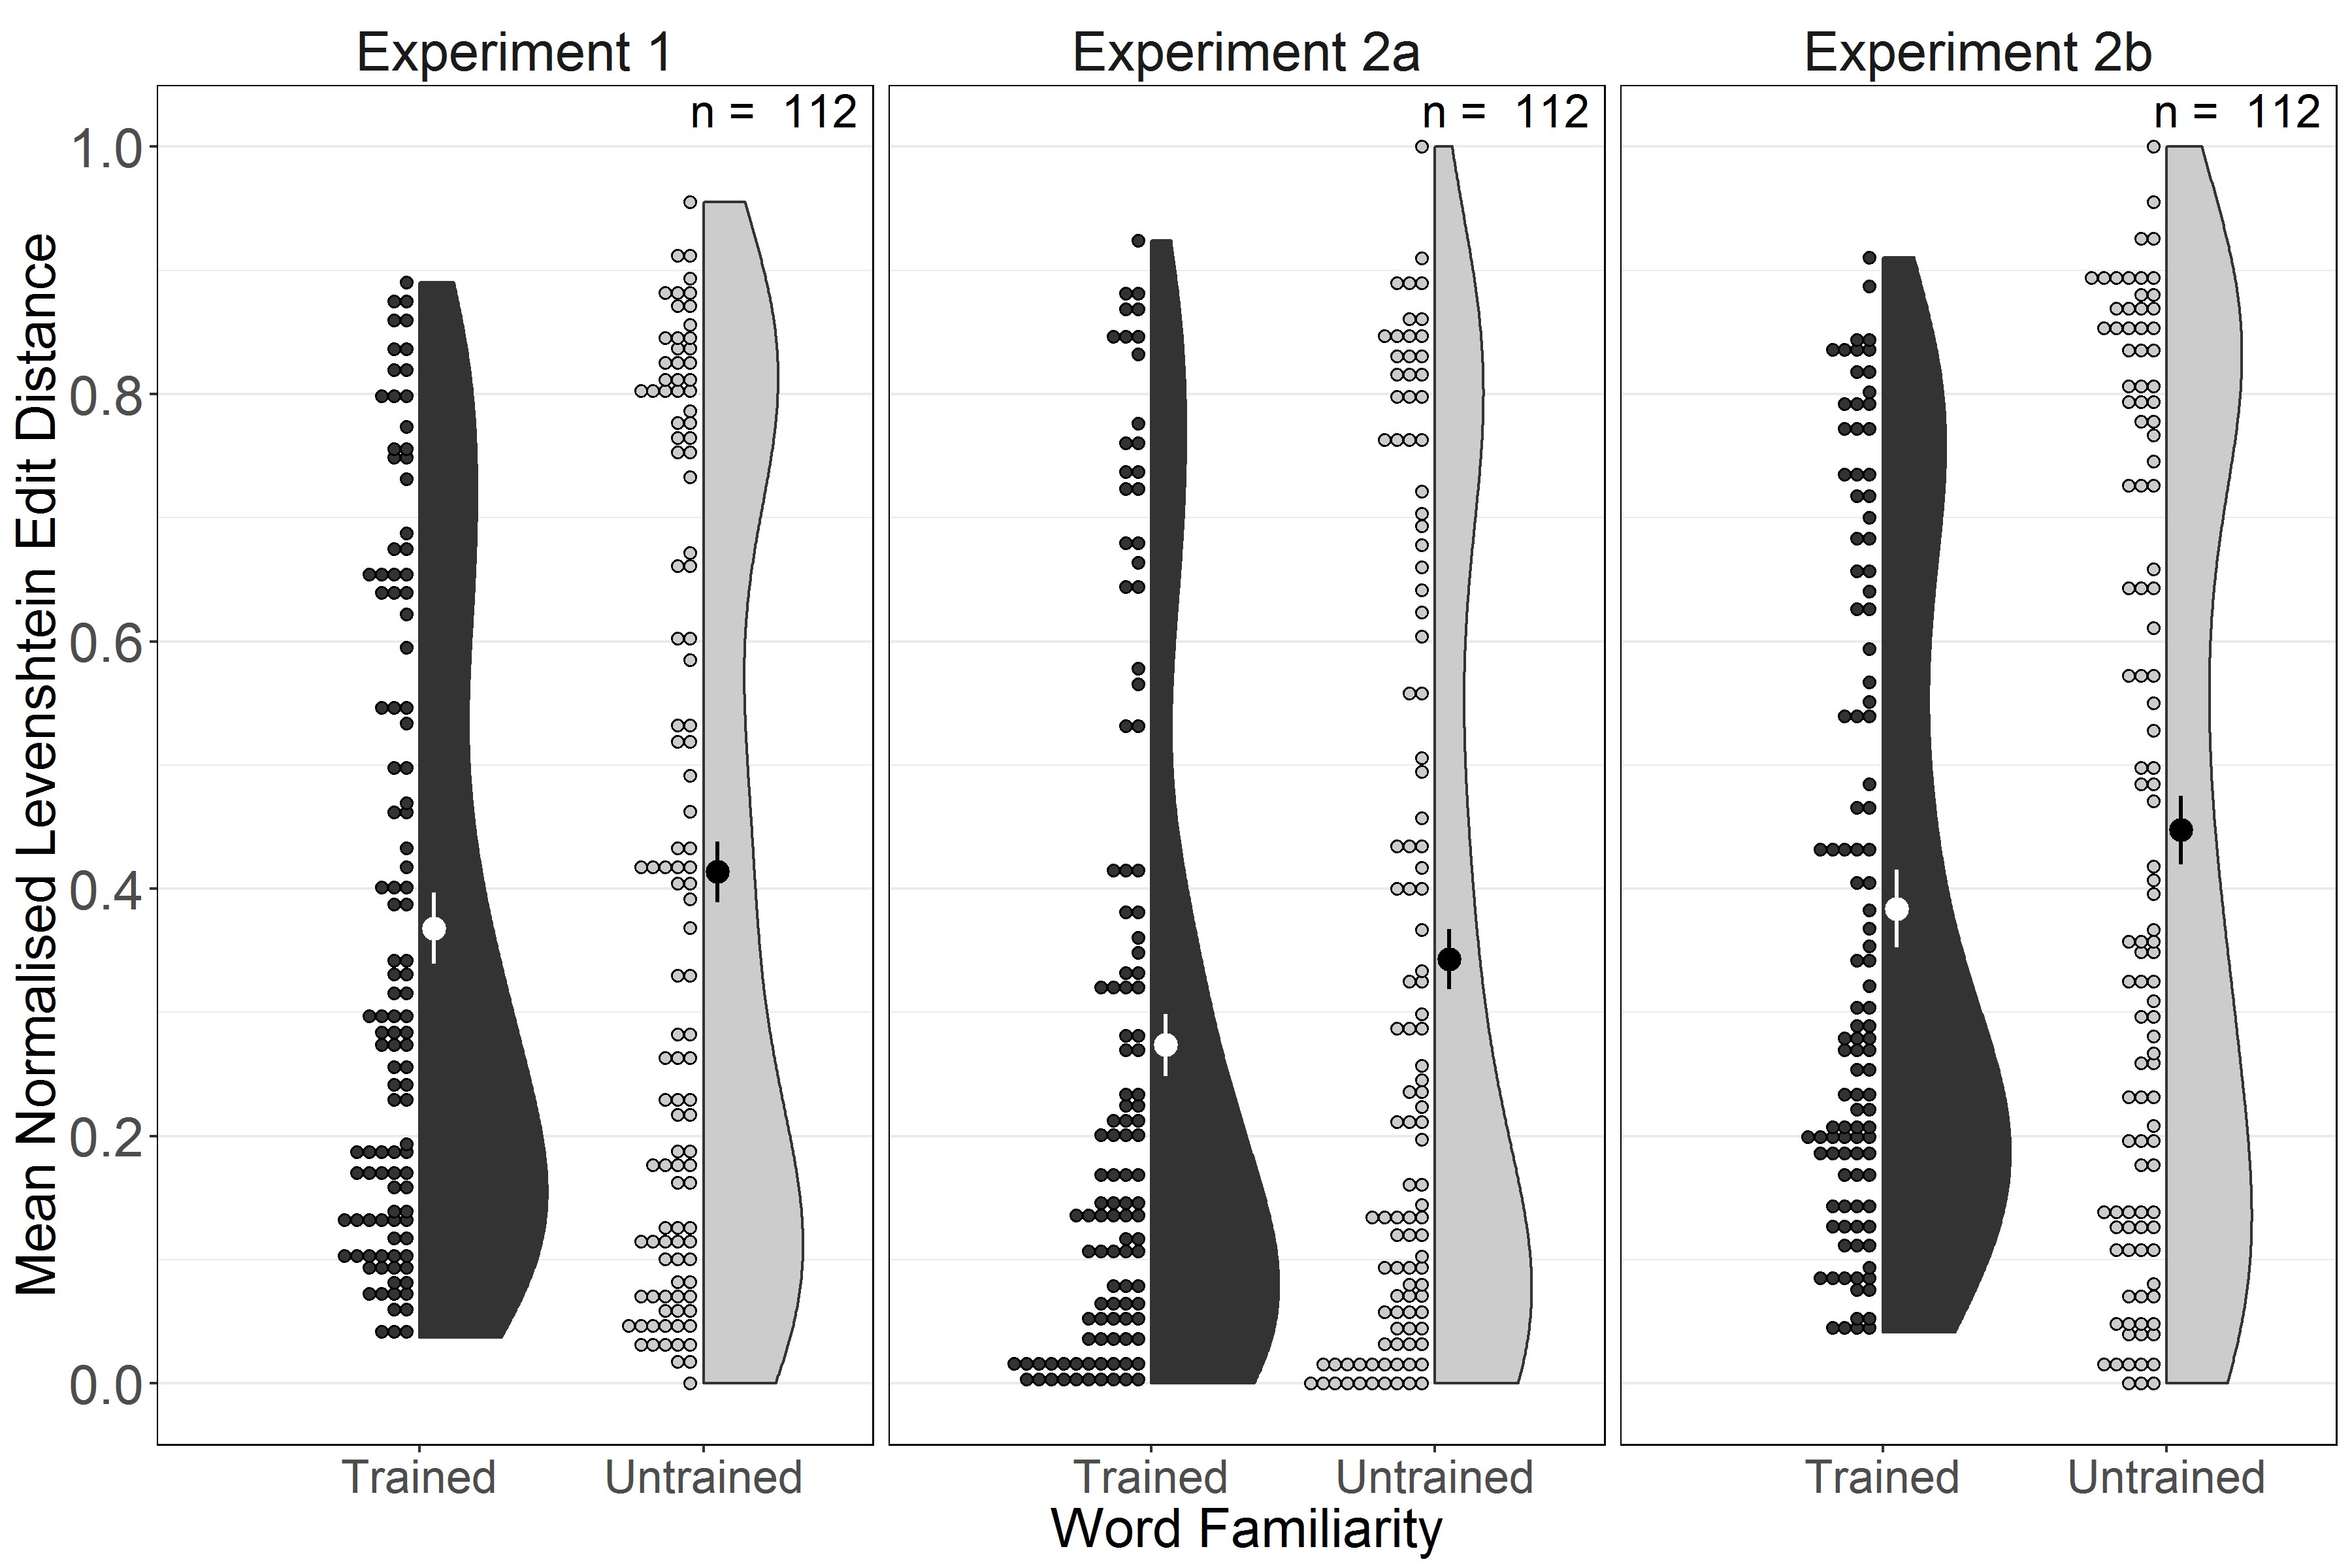 Experiment 1
Experiment 2a
Experiment 2b
n = 112
n = 112
n = 112
Mean Normalised Levenshtein Edit Distance
1.0
0.8
0.6
0.4
0.2
0.0
Trained
Untrained
Trained
Untrained
Trained
Untrained
Word Familiarity